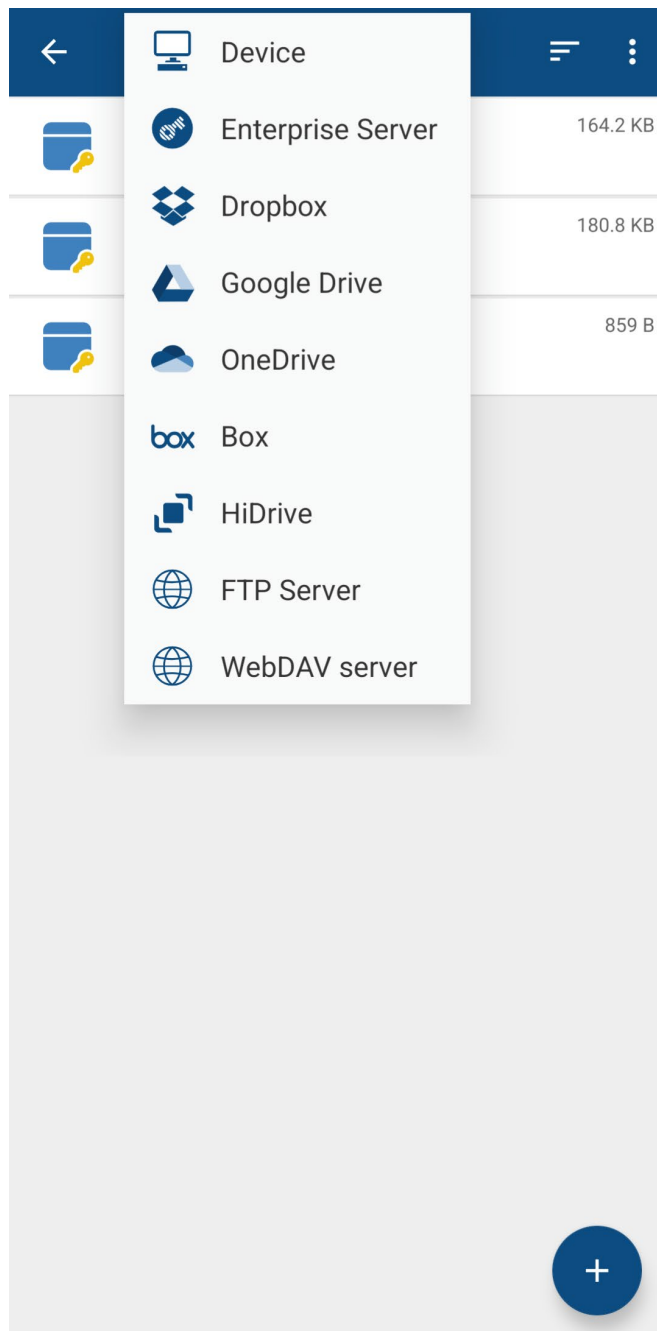 Device
Enterprise Server
164.2 KB
Dropbox
180.8 KB
Google Drive
859 B
OneDrive
box Box
HiDrive
FTP Server
WebDAV server